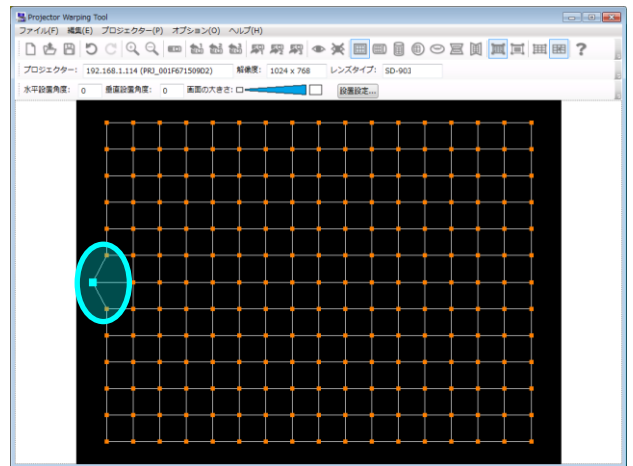 Projector Warping Tool
ファイル(F) 編集(E) プロジェクター(P) オプション(O) ヘルプ(H)
プロジェクター: 192.168.1.114 (PRJ_001F671509D2) 解像度: 1024 x 768 レンズタイプ: SD-903
水平設置角度: 0 垂直設置角度: 0 画面の大きさ: 設置設定...